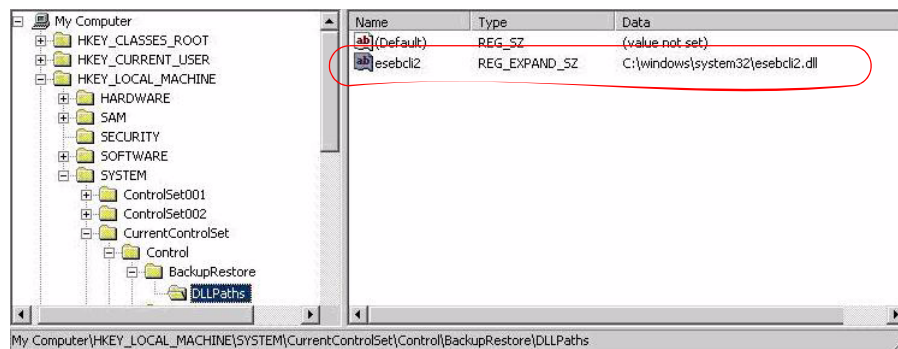 My Computer
HKEY_CLASSES_ROOT
HKEY_CURRENT_USER
HKEY_LOCAL_MACHINE
HARDWARE
SAM
SECURITY
SOFTWARE
SYSTEM
ControlSet001
ControlSet002
CurrentControlSet
Control
BackupRestore
DLLPaths
Name Type Data
ab (Default) REG_SZ (value not set)
ab esebcli2 REG_EXPAND_SZ C:\windows\system32\esebcli2.dll
My Computer\HKEY_LOCAL_MACHINE\SYSTEM\CurrentControlSet\Control\BackupRestore\DLLPaths